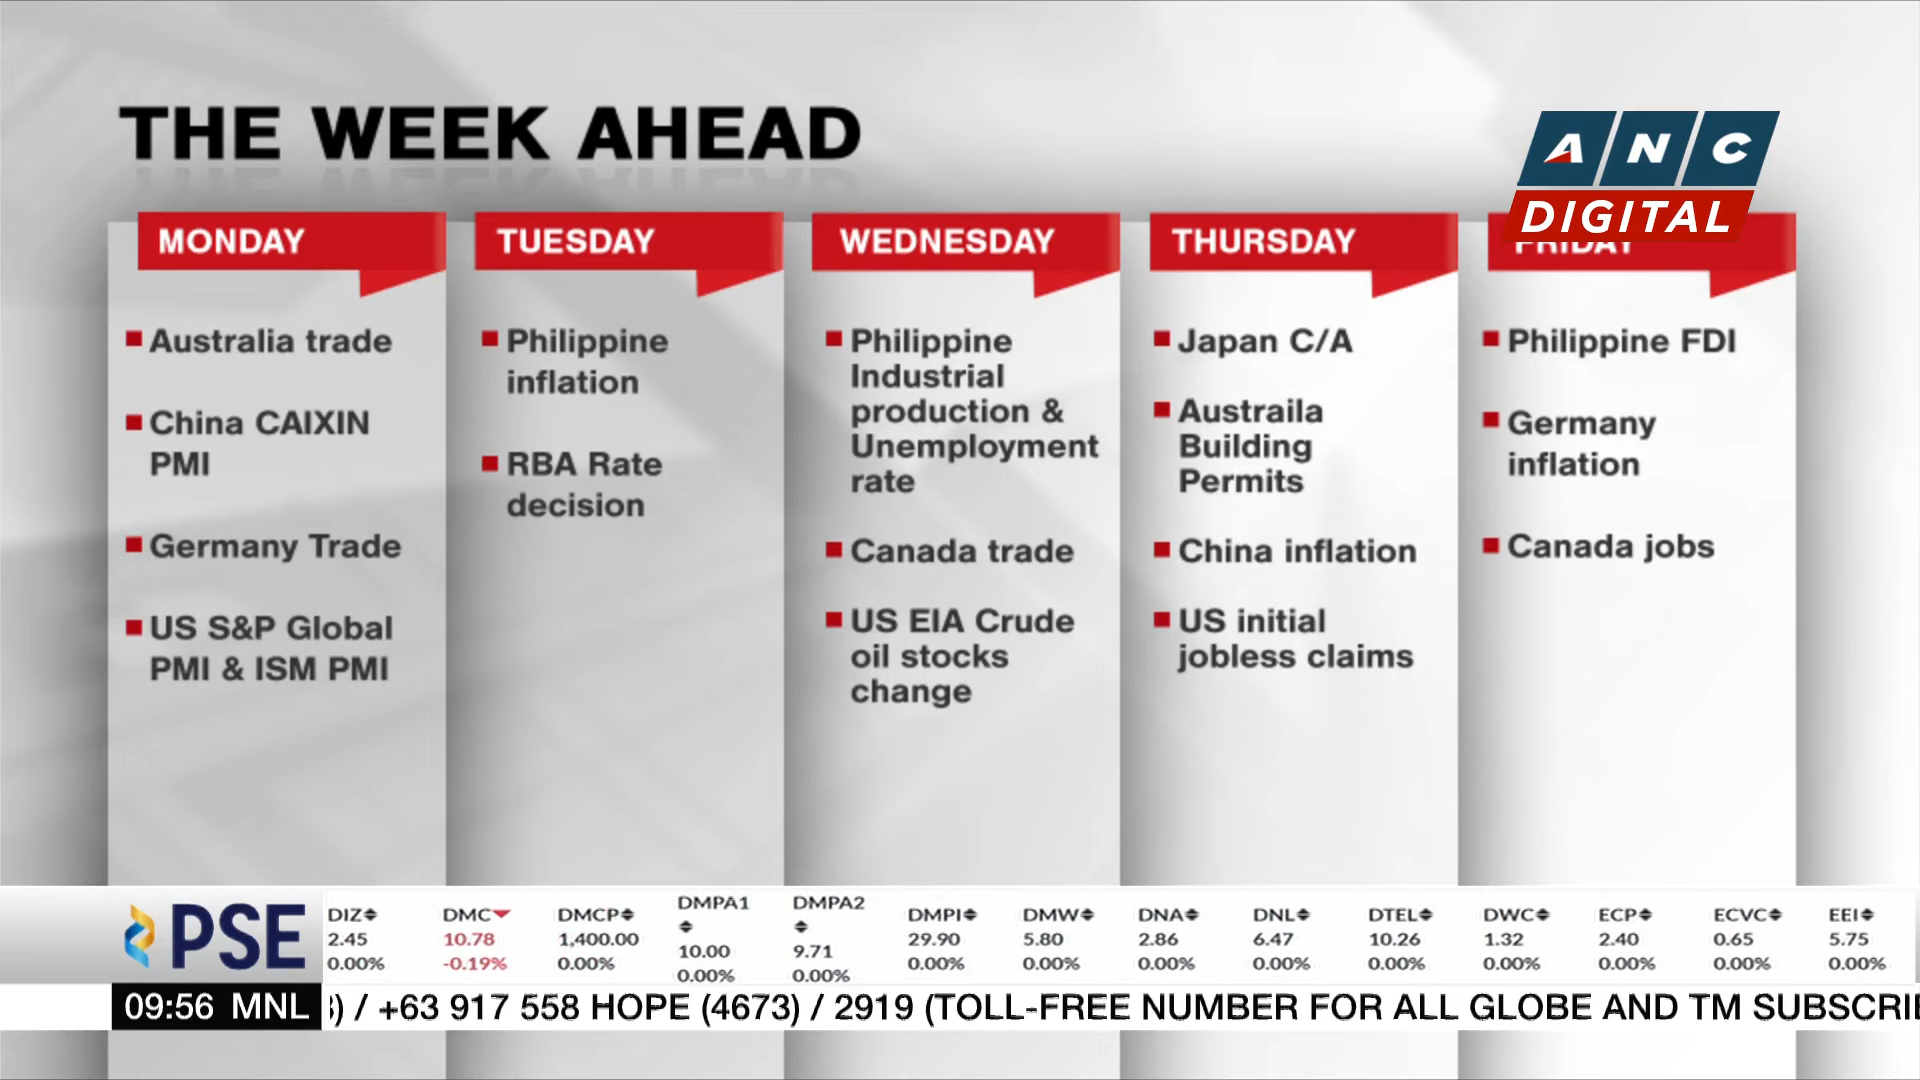 THE WEEK AHEAD
ANC
DIGITAL
MONDAY
Australia trade
China CAIXIN
PMI
Germany Trade
US S&P Global
PMI & ISM PMI
TUESDAY
Philippine
inflation
RBA Rate
decision
WEDNESDAY
Philippine
Industrial
production &
Unemployment
rate
Canada trade
US EIA Crude
oil stocks
change
THURSDAY
Japan C/A
Austraila
Building
Permits
China inflation
US initial
jobless claims
FRIDAY
Philippine FDI
Germany
inflation
Canada jobs
PSE
DIZ DMC DMCP DMPA1 DMPA2 DMPI DMW DNA DNL DTEL DWC ECP ECVC EEI
2.45 10.78 1,400.00 10.00 9.71 29.90 5.80 2.86 6.47 10.26 1.32 2.40 0.65 5.75
0.00% -0.19% 0.00% 0.00% 0.00% 0.00% 0.00% 0.00% 0.00% 0.00% 0.00% 0.00% 0.00% 0.00%
09:56 MNL
) / +63 917 558 HOPE (4673) / 2919 (TOLL-FREE NUMBER FOR ALL GLOBE AND TM SUBSCRI